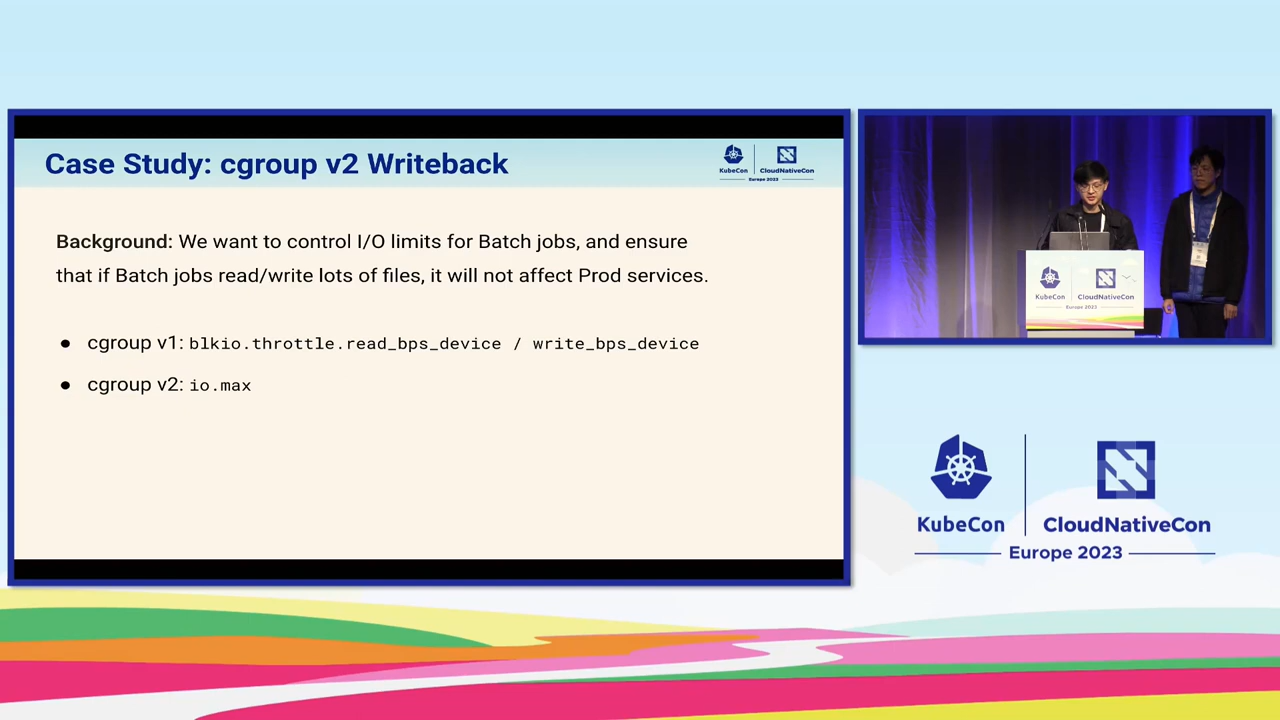 Case Study: cgroup v2 Writeback
KubeCon
CloudNativeCon
Europe 2023
Background: We want to control I/O limits for Batch jobs, and ensure
that if Batch jobs read/write lots of files, it will not affect Prod services.
● cgroup v1: blkio.throttle.read_bps_device / write_bps_device
● cgroup v2: io.max
KubeCon
CloudNativeCon
Europe 2023
KubeCon
CloudNativeCon
Europe 2023